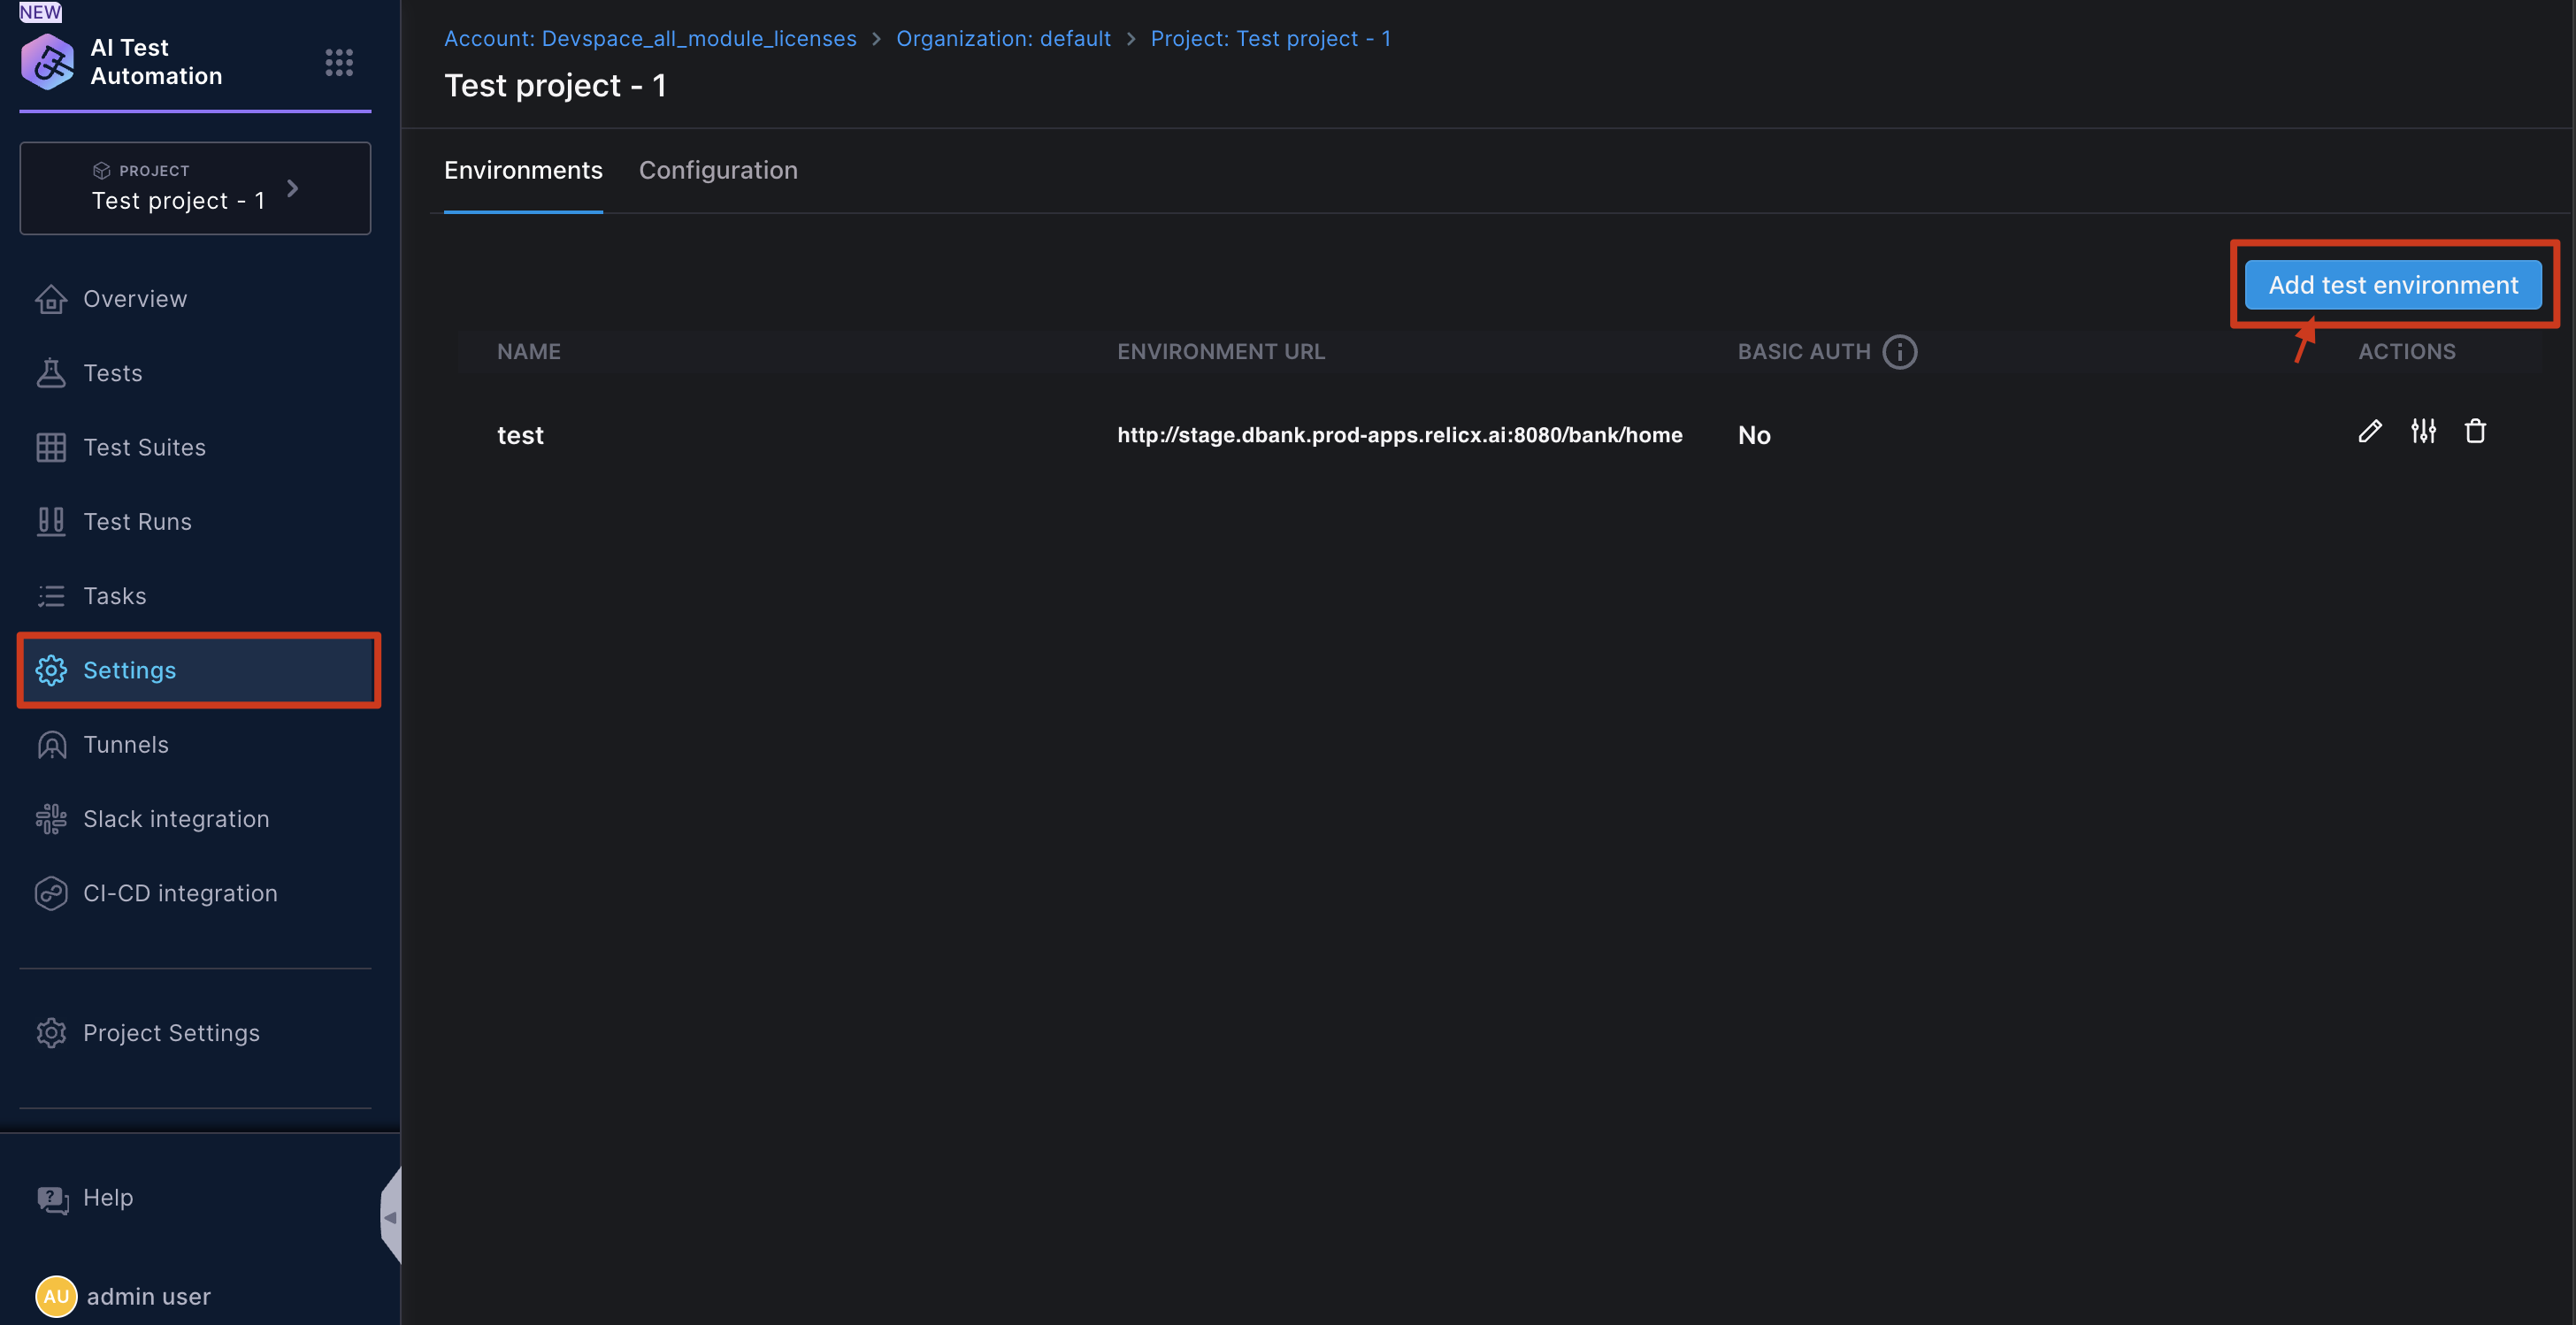 NEW
AI Test
Automation
PROJECT
Test project - 1
Overview
Tests
Test Suites
Test Runs
Tasks
Settings
Tunnels
Slack integration
CI-CD integration
Project Settings
Help
AU admin user
Account: Devspace_all_module_licenses > Organization: default > Project: Test project - 1
Test project - 1
Environments Configuration
Add test environment
NAME ENVIRONMENT URL BASIC AUTH ACTIONS
test http://stage.dbank.prod-apps.relicx.ai:8080/bank/home No